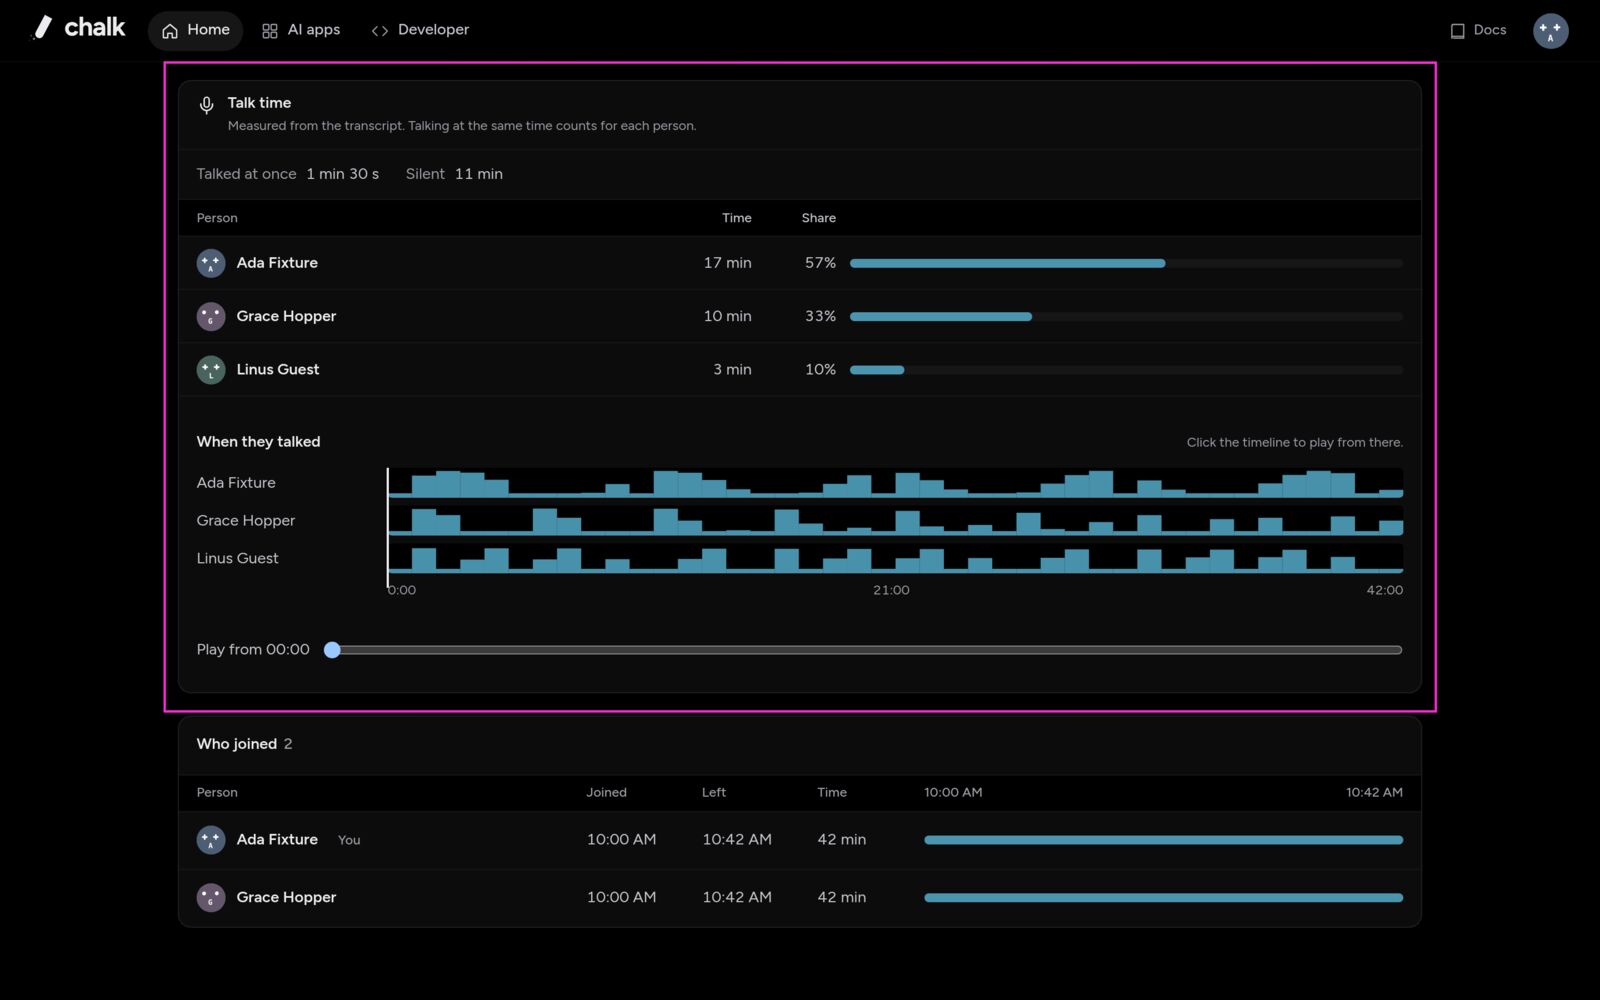 chalk
Home
AI apps
Developer
Docs
A
Talk time
Measured from the transcript. Talking at the same time counts for each person.
Talked at once 1 min 30 s Silent 11 min
Person Time Share
A Ada Fixture 17 min 57%
G Grace Hopper 10 min 33%
L Linus Guest 3 min 10%
When they talked Click the timeline to play from there.
Ada Fixture
Grace Hopper
Linus Guest
0:00 21:00 42:00
Play from 00:00
Who joined 2
Person Joined Left Time 10:00 AM 10:42 AM
A Ada Fixture You 10:00 AM 10:42 AM 42 min
G Grace Hopper 10:00 AM 10:42 AM 42 min